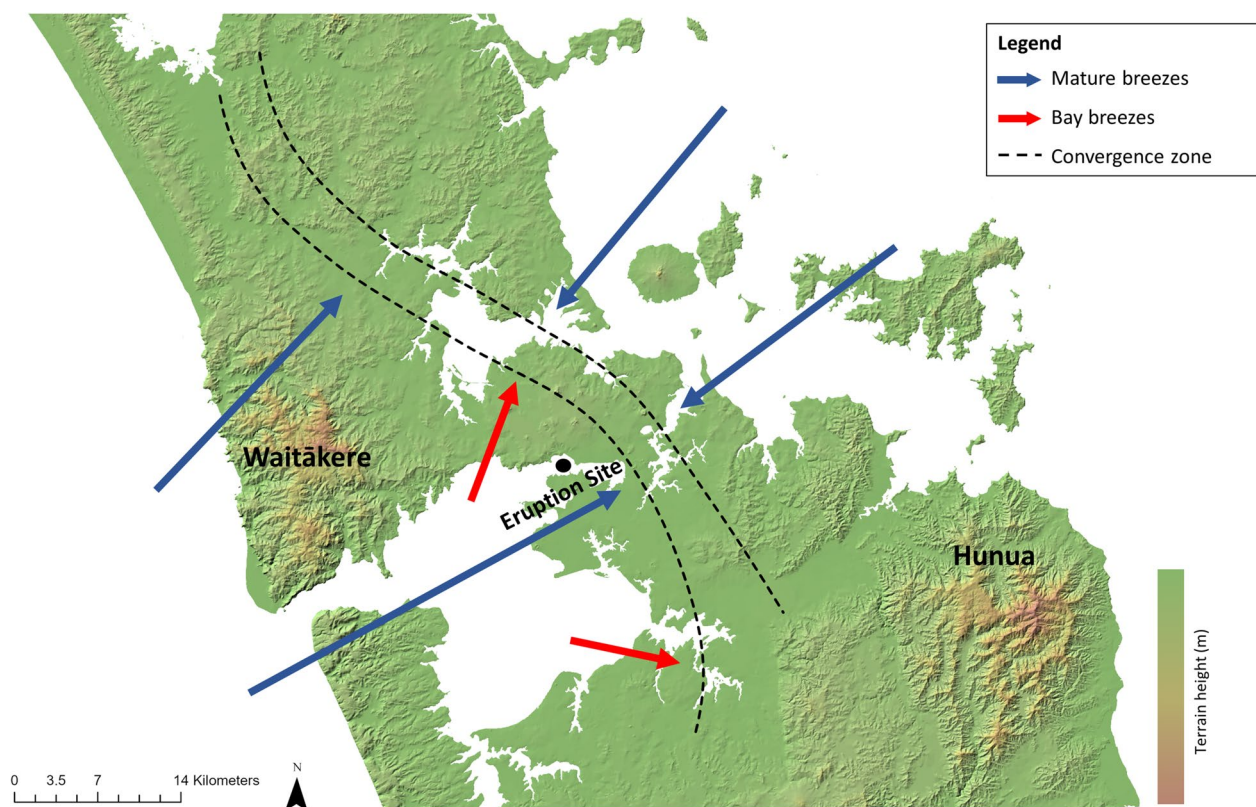 Legend
Mature breezes
Bay breezes
Convergence zone
Waitākere
Eruption Site
Hunua
Terrain height (m)
0 3.5 7 14 Kilometers
N